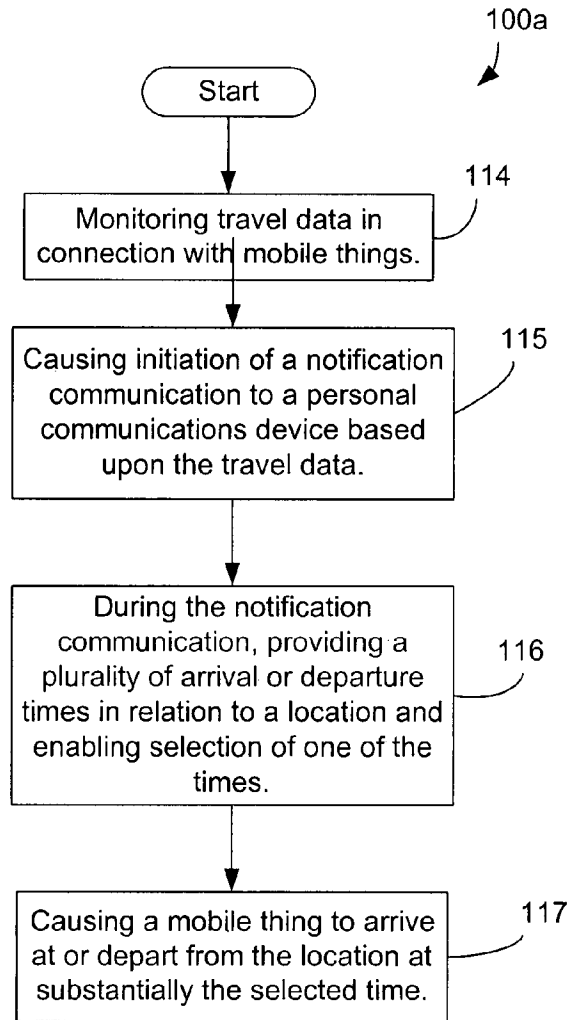 100a
Start
114
Monitoring travel data in
connection with mobile things.
115
Causing initiation of a notification
communication to a personal
communications device based
upon the travel data.
116
During the notification
communication, providing a
plurality of arrival or departure
times in relation to a location and
enabling selection of one of the
times.
117
Causing a mobile thing to arrive
at or depart from the location at
substantially the selected time.